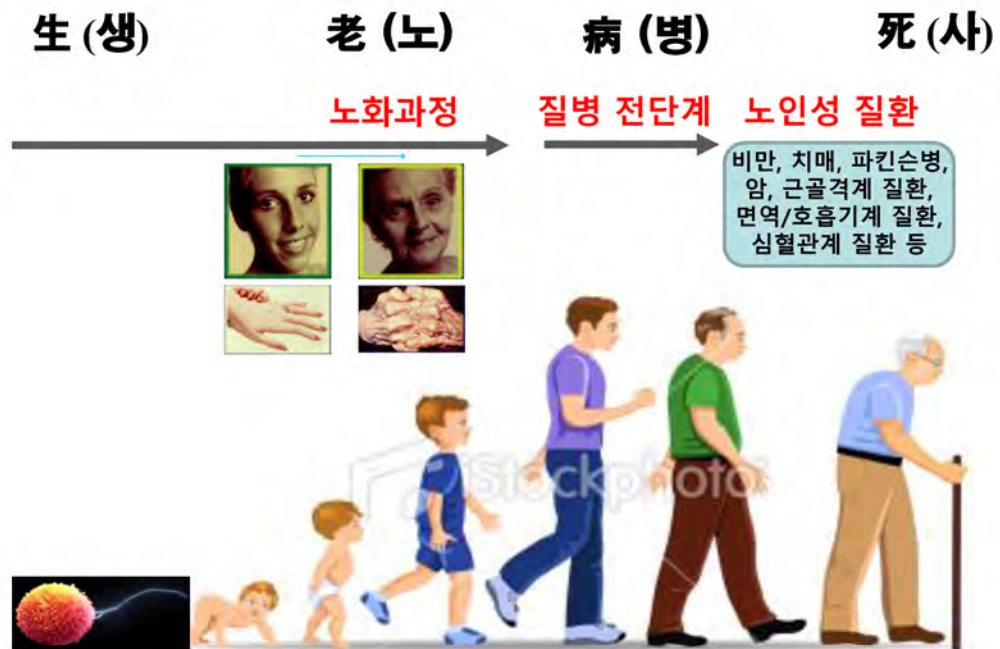 生 (생)
老 (노)
病 (병)
死 (사)
노화과정
질병 전단계
노인성 질환
비만, 치매, 파킨슨병,
암, 근골격계 질환,
면역/호흡기계 질환,
심혈관계 질환 등
iStockphoto